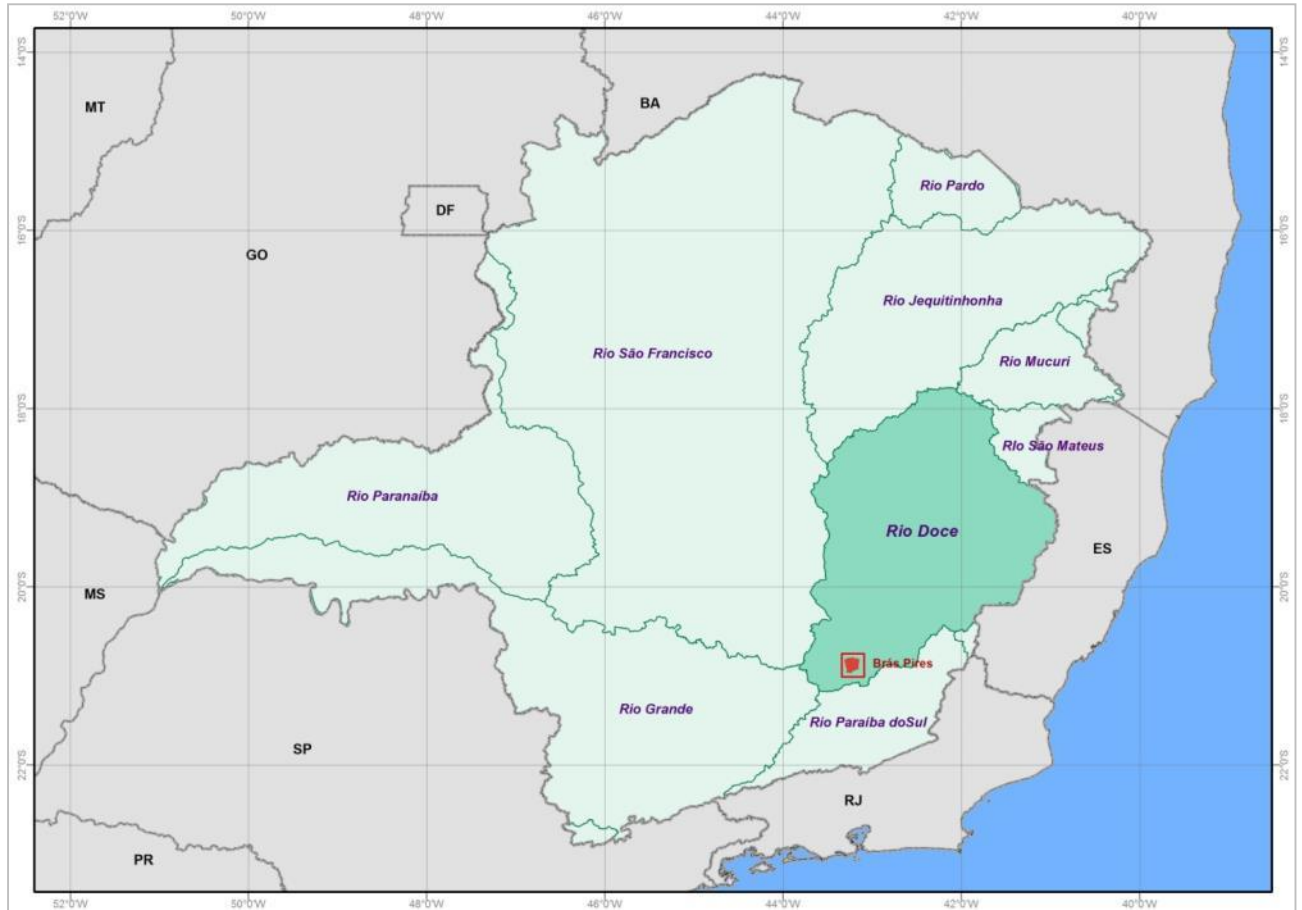 52°0'W 50°0'W 48°0'W 46°0'W 44°0'W 42°0'W 40°0'W
14°0'S 14°0'S
MT
BA
Rio Pardo
DF
16°0'S 16°0'S
GO
Rio Jequitinhonha
Rio São Francisco
Rio Mucuri
18°0'S 18°0'S
RIo São Mateus
Rio Paranaíba
Rio Doce
ES
MS
20°0'S 20°0'S
Brás Pires
Rio Grande
Rio Paraíba doSul
SP
22°0'S 22°0'S
RJ
PR
52°0'W 50°0'W 48°0'W 46°0'W 44°0'W 42°0'W 40°0'W